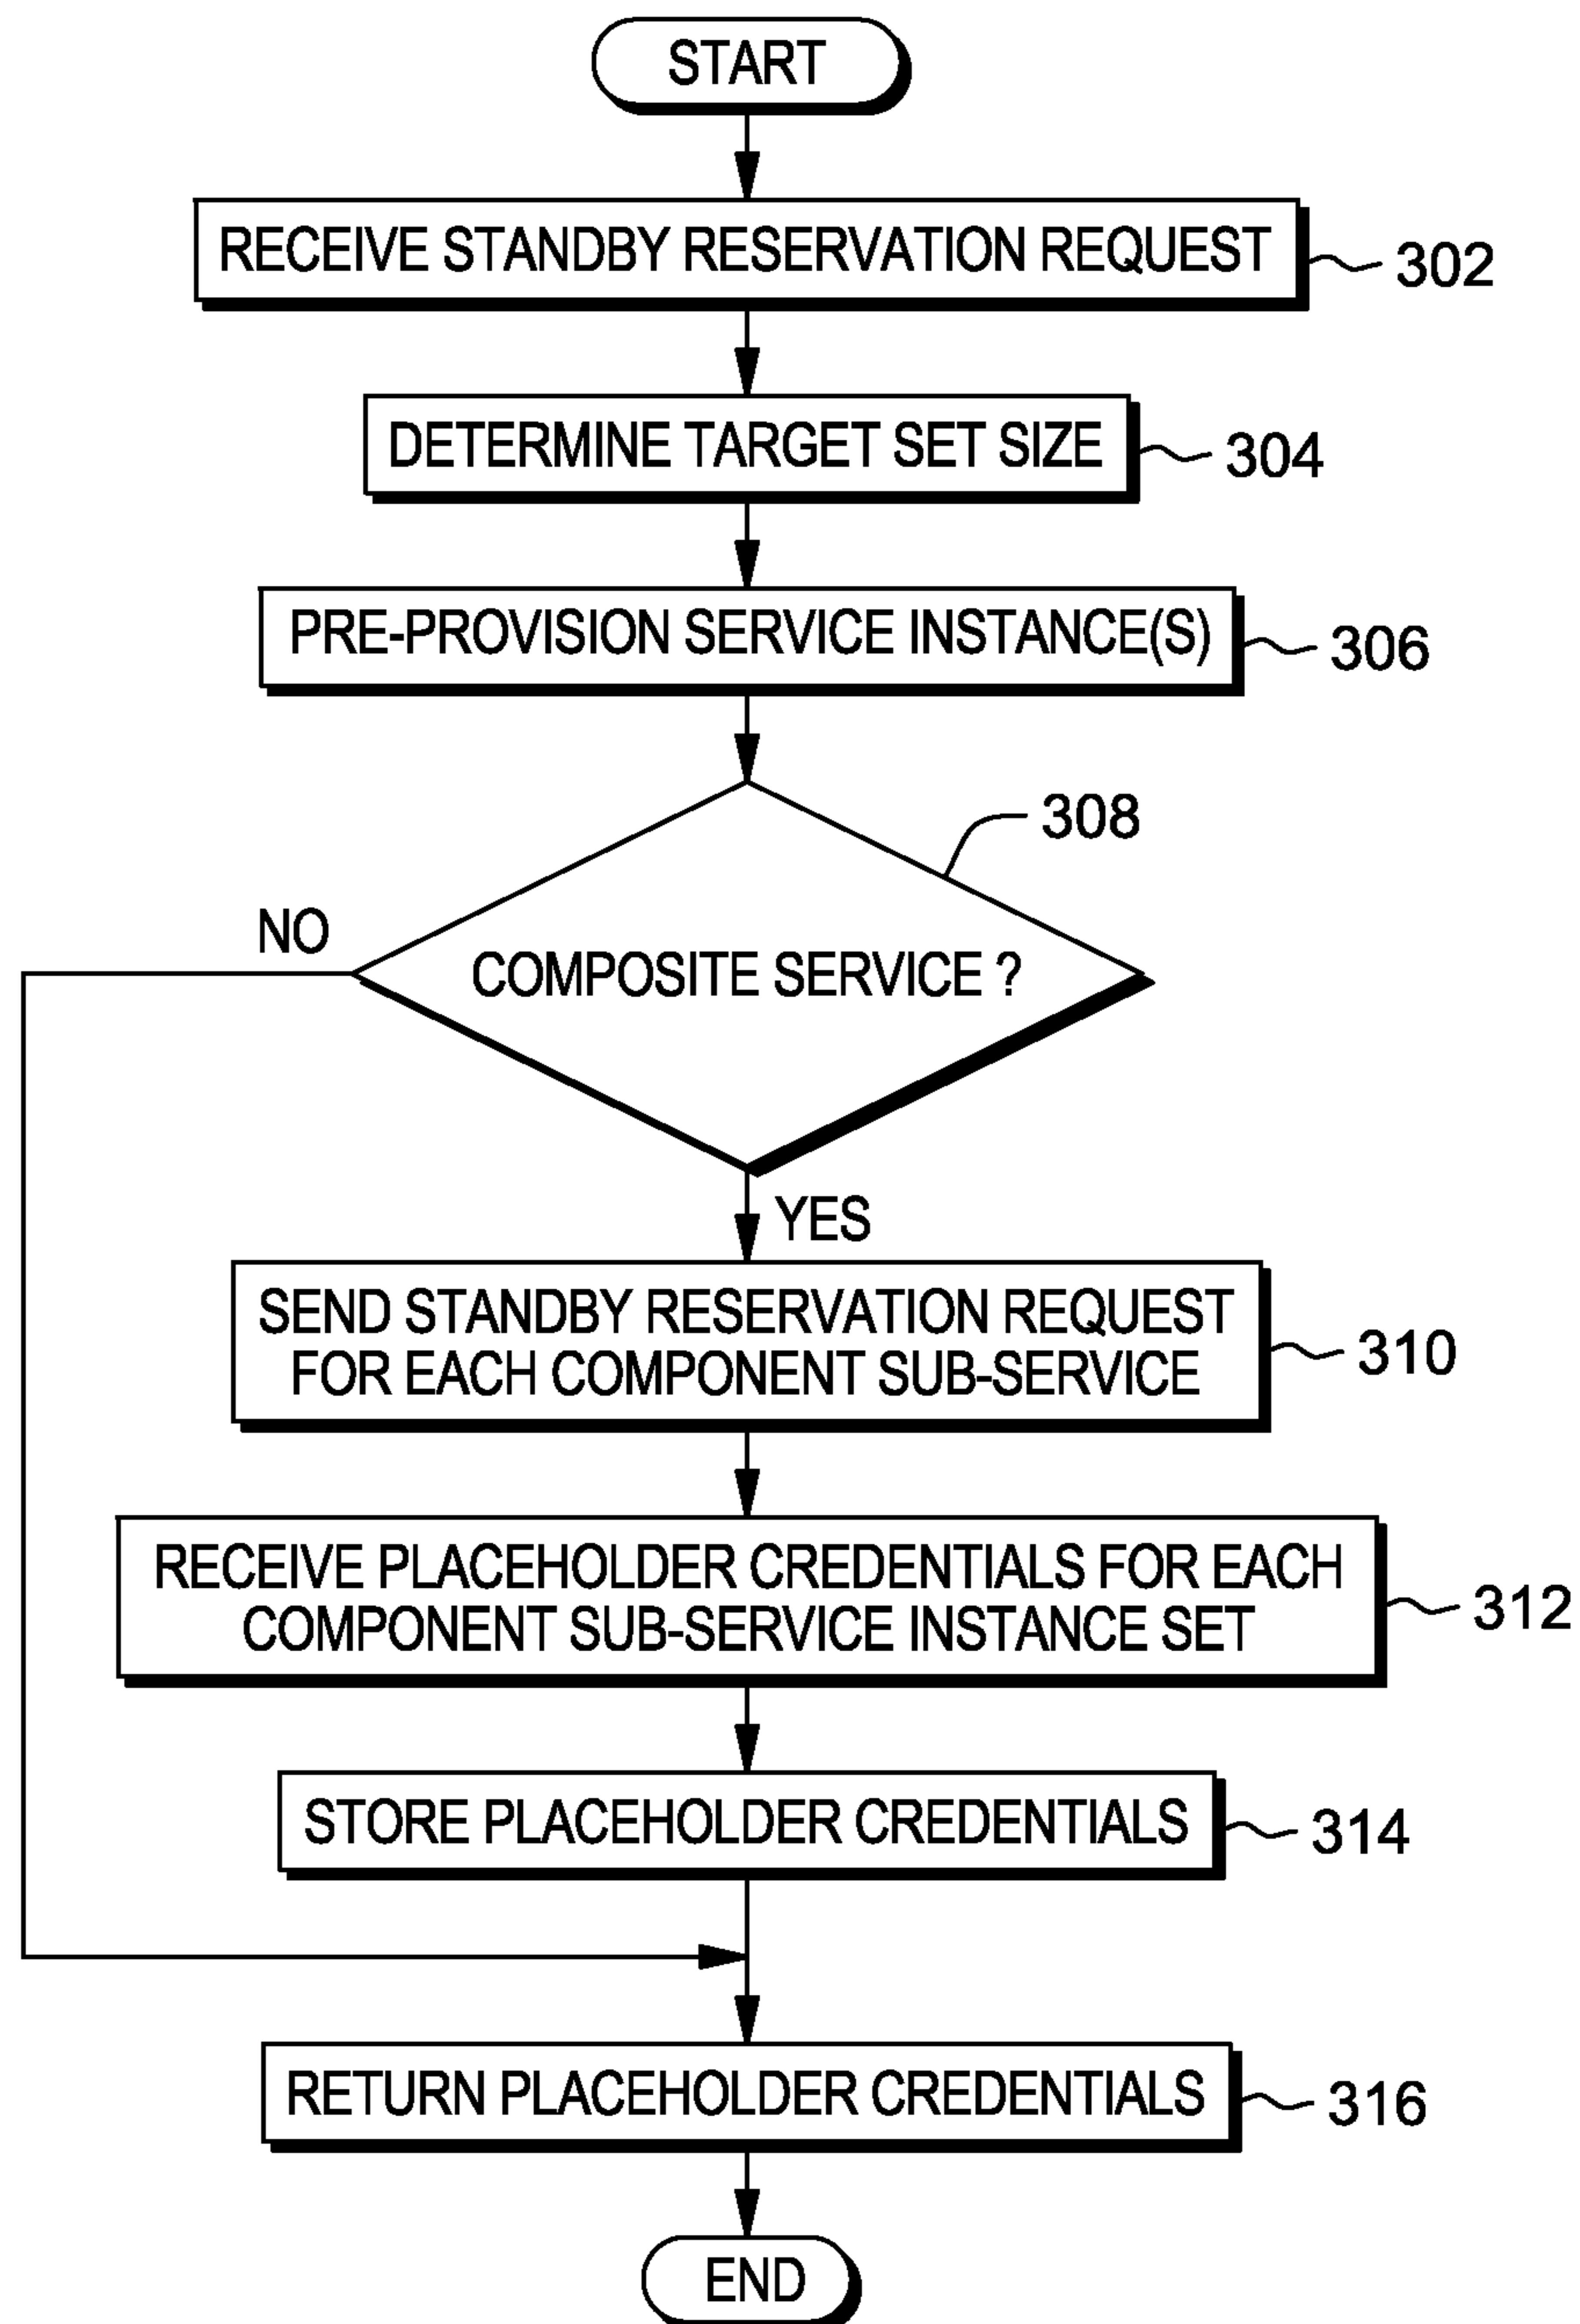 START
RECEIVE STANDBY RESERVATION REQUEST
302
DETERMINE TARGET SET SIZE
304
PRE-PROVISION SERVICE INSTANCE(S)
306
308
NO
COMPOSITE SERVICE ?
YES
SEND STANDBY RESERVATION REQUEST
FOR EACH COMPONENT SUB-SERVICE
310
RECEIVE PLACEHOLDER CREDENTIALS FOR EACH
COMPONENT SUB-SERVICE INSTANCE SET
312
STORE PLACEHOLDER CREDENTIALS
314
RETURN PLACEHOLDER CREDENTIALS
316
END